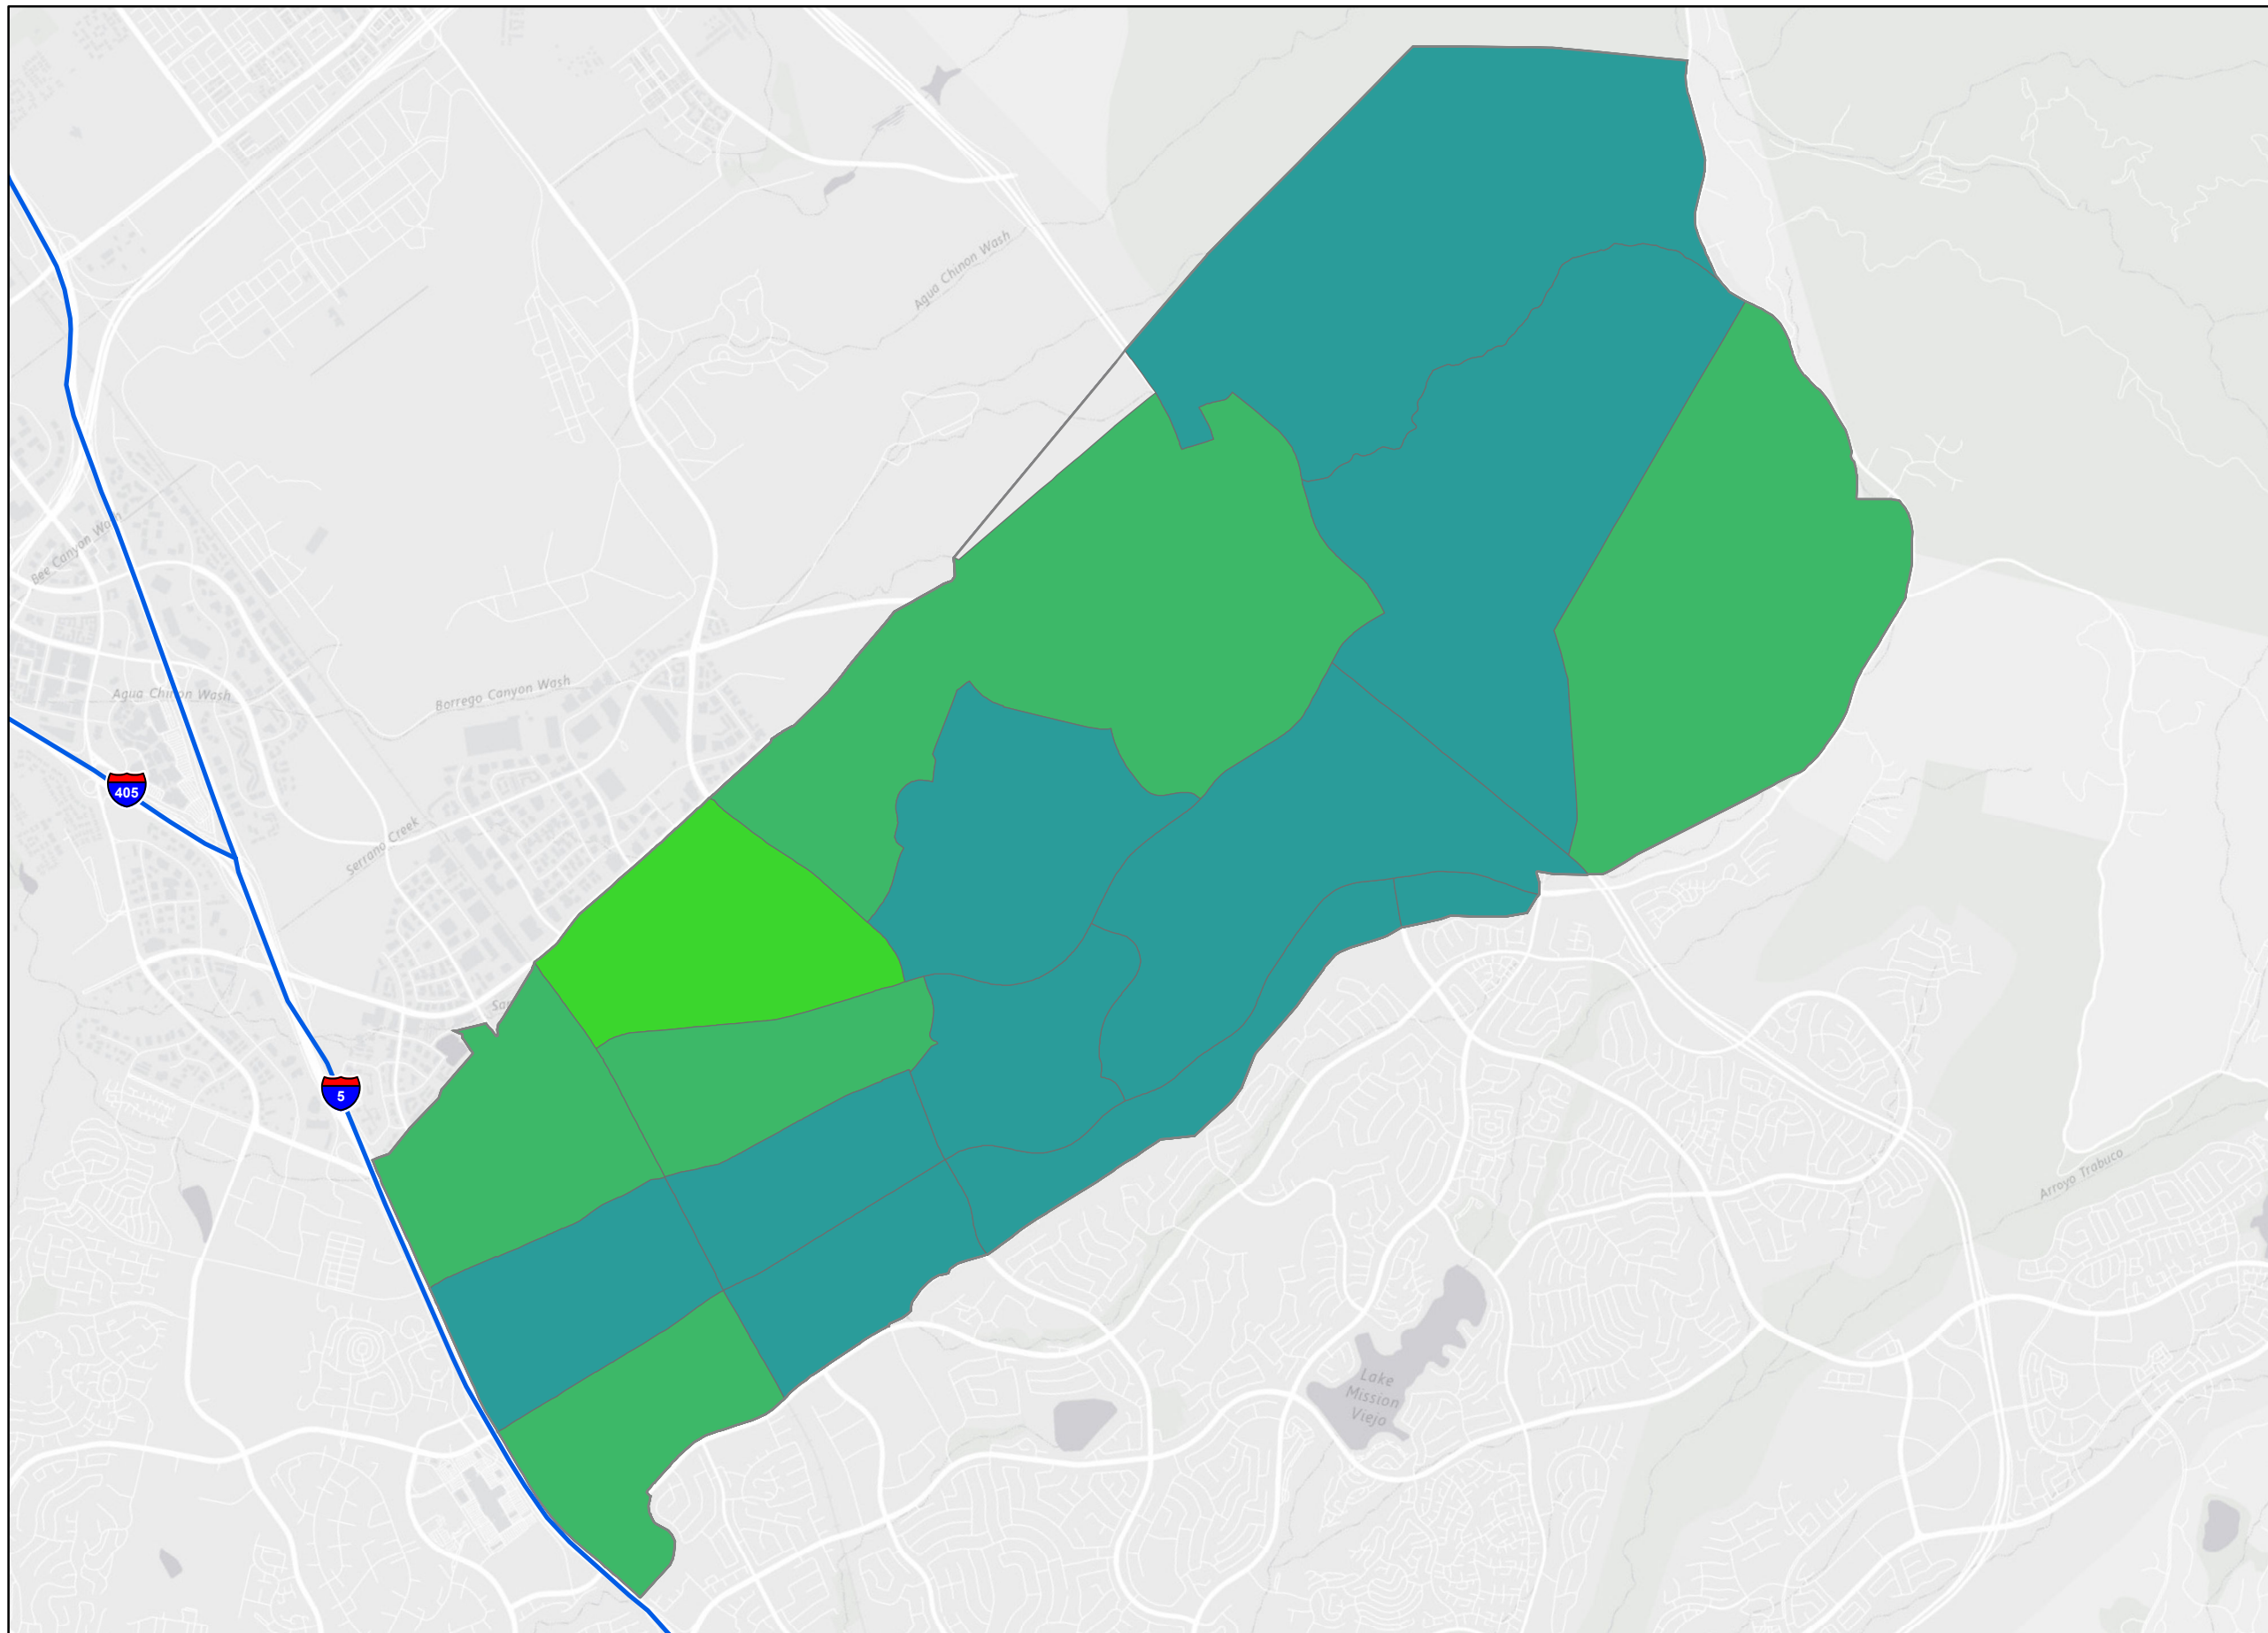 Agua Chinon Wash
Bee Canyon Wash
Agua Chinon Wash
Borrego Canyon Wash
405
Serrano Creek
5
Arroyo Trabuco
Lake
Mission
Viejo